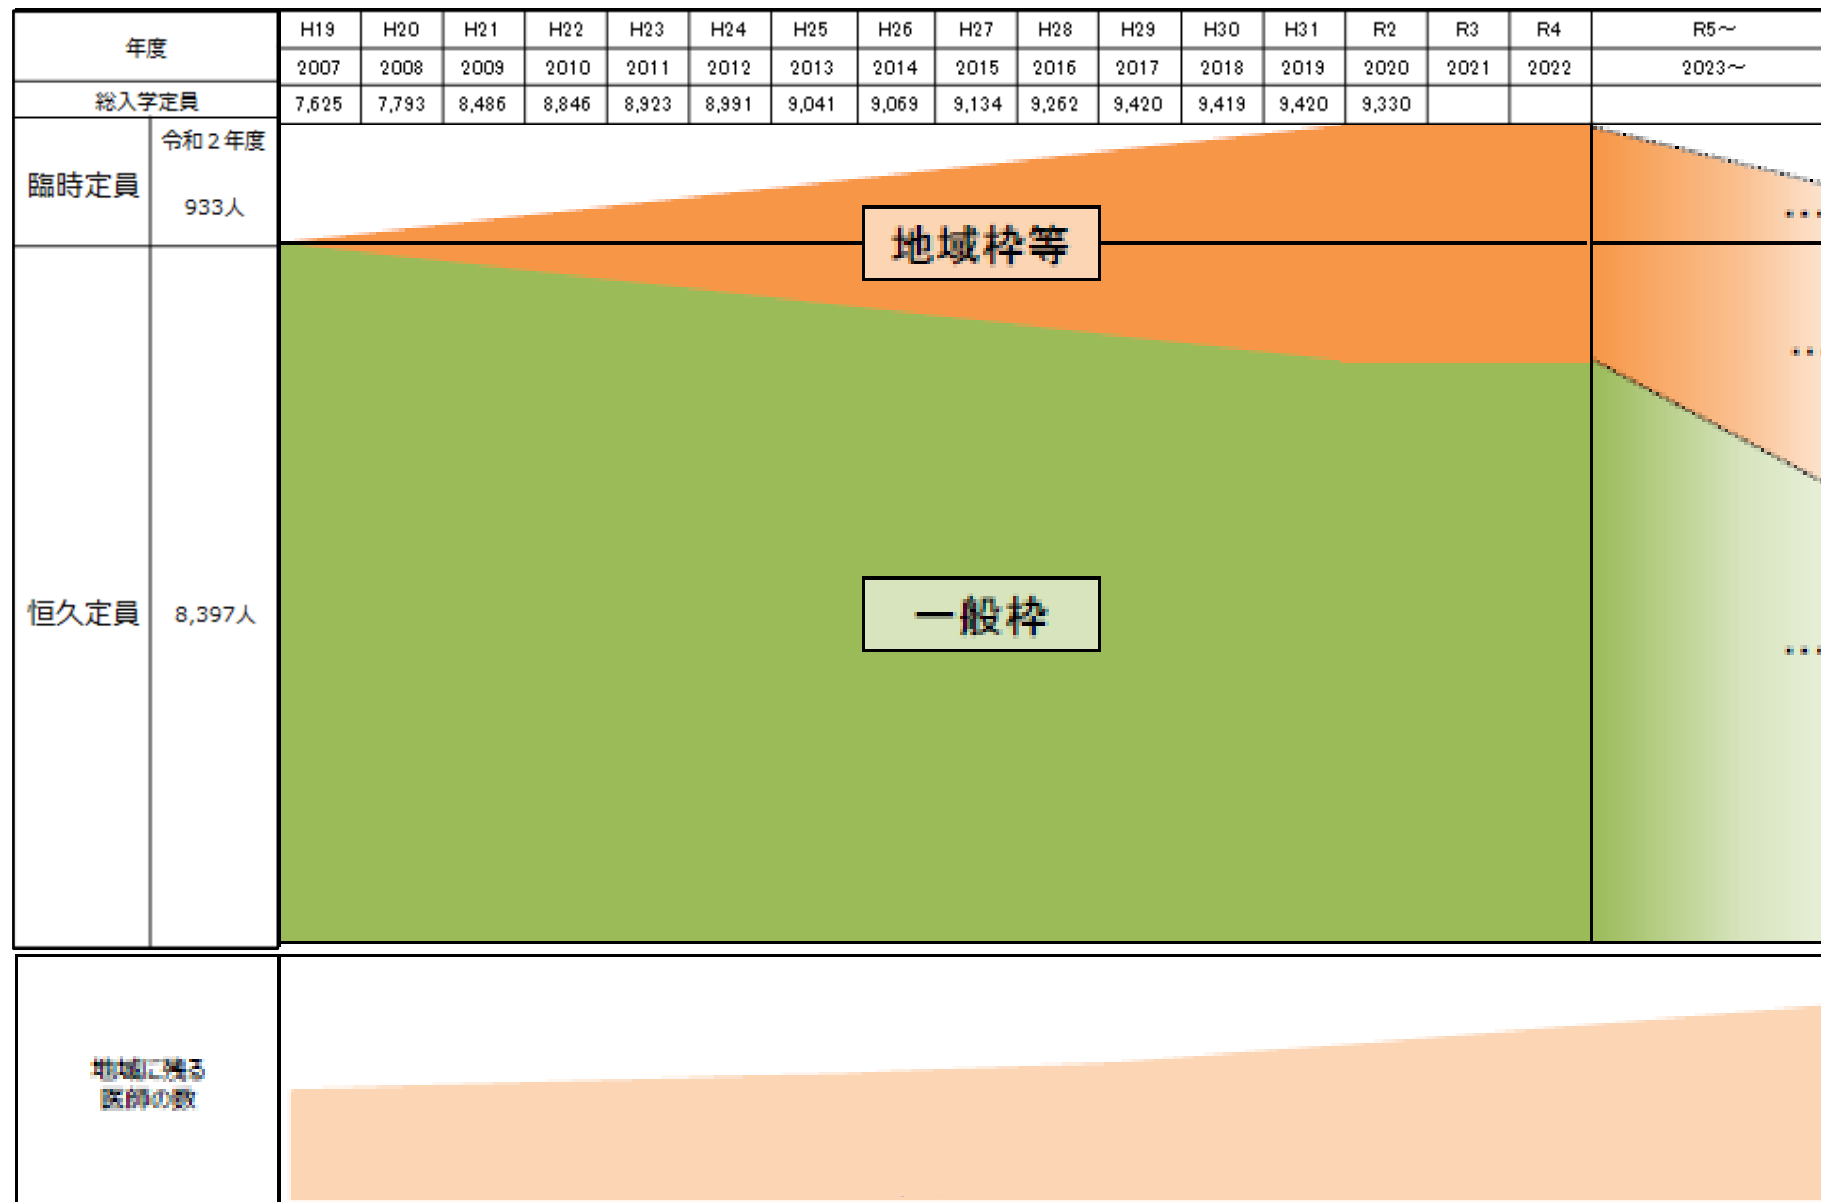 年度
H19 H20 H21 H22 H23 H24 H25 H26 H27 H28 H29 H30 H31 R2 R3 R4 R5～
2007 2008 2009 2010 2011 2012 2013 2014 2015 2016 2017 2018 2019 2020 2021 2022 2023～
総入学定員 7,625 7,793 8,486 8,846 8,923 8,991 9,041 9,069 9,134 9,262 9,420 9,419 9,420 9,330
令和２年度
臨時定員
933人
地域枠等
…
…
恒久定員 8,397人
一般枠
…
地域に残る
医師の数